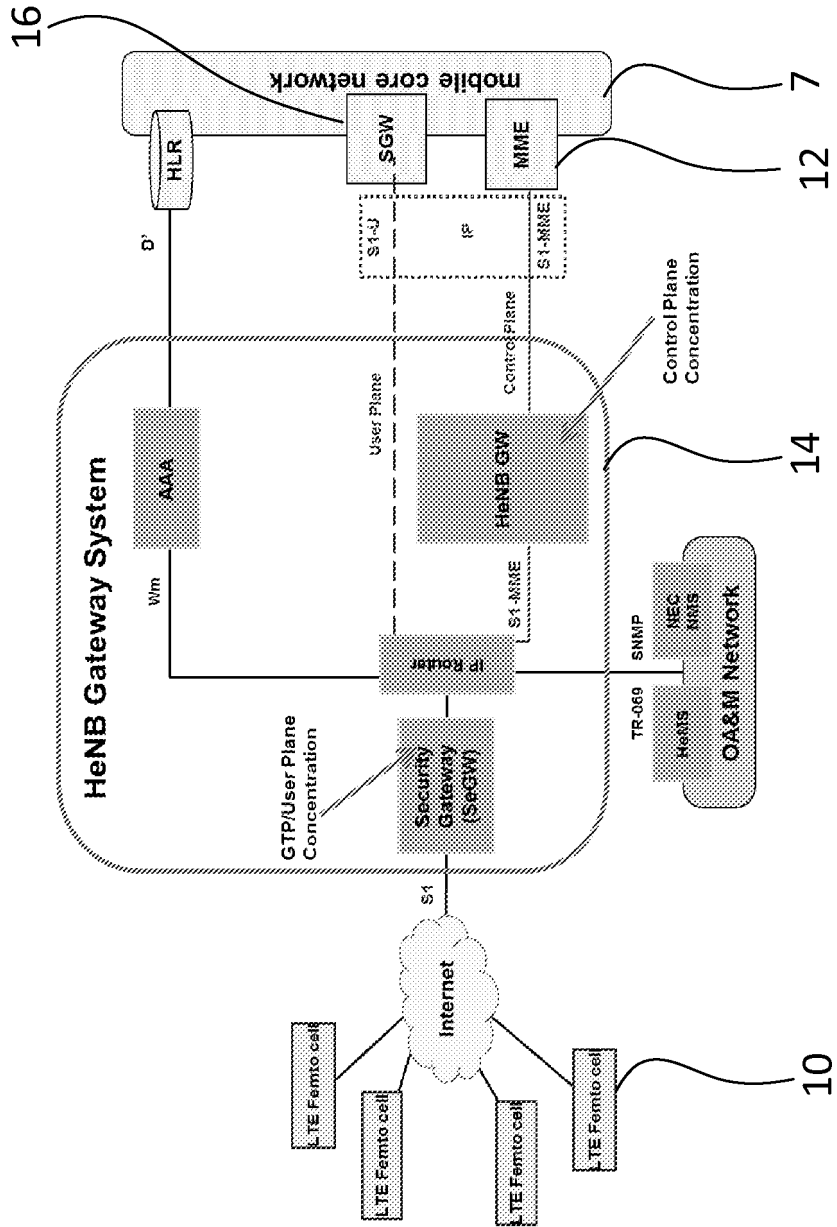 HeNB Gateway System
16
7
12
14
10
mobile core network
HLR
SGW
MME
D'
S1-U
IF
S1-MME
AAA
Wm
User Plane
Control Plane
HeNB GW
Control Plane
Concentration
S1-MME
IP Router
GTP/User Plane
Concentration
Security
Gateway
(SeGW)
S1
Internet
LTE Femto cell
LTE Femto cell
LTE Femto cell
LTE Femto cell
TR-069
SNMP
HeMS
NEC
NMS
OA&M Network